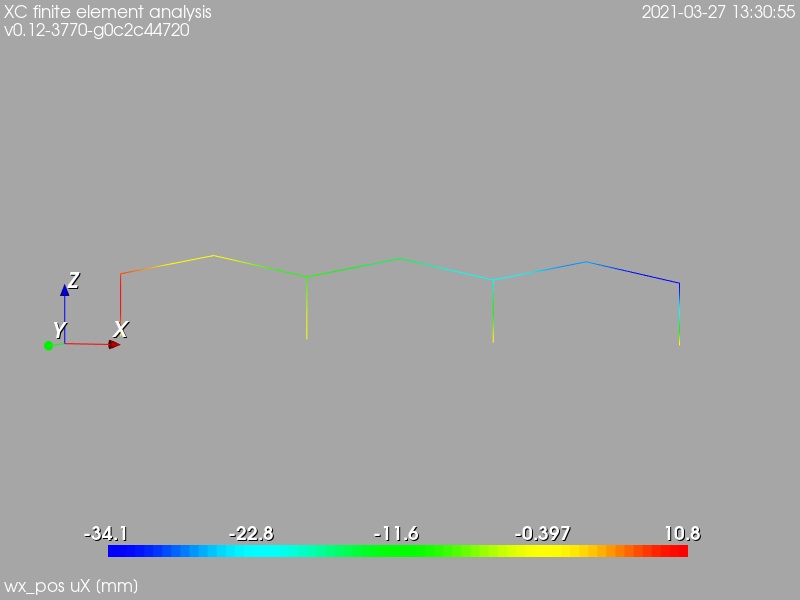 XC finite element analysis
2021-03-27 13:30:55
v0.12-3770-g0c2c44720
Z
Y
X
-34.1 -22.8 -11.6 -0.397 10.8
wx_pos uX (mm)